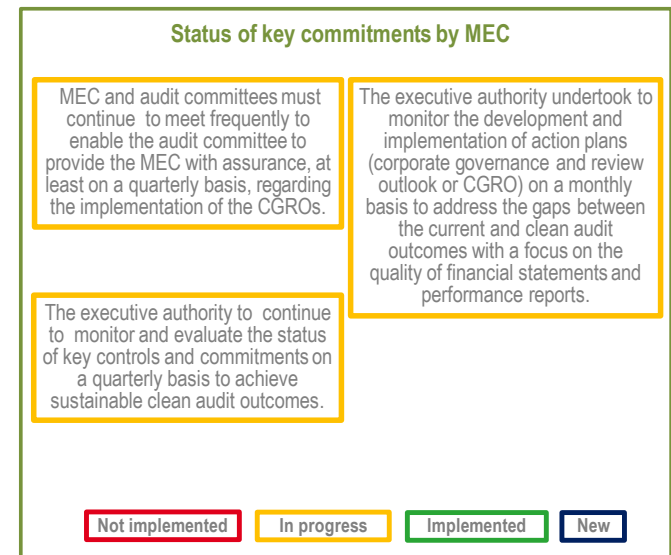 Status of key commitments by MEC
MEC and audit committees must
continue to meet frequently to
enable the audit committee to
provide the MEC with assurance, at
least on a quarterly basis, regarding
the implementation of the CGROs.
The executive authority undertook to
monitor the development and
implementation of action plans
(corporate governance and review
outlook or CGRO) on a monthly
basis to address the gaps between
the current and clean audit
outcomes with a focus on the
quality of financial statements and
performance reports.
The executive authority to continue
to monitor and evaluate the status
of key controls and commitments on
a quarterly basis to achieve
sustainable clean audit outcomes.
Not implemented
In progress
Implemented
New